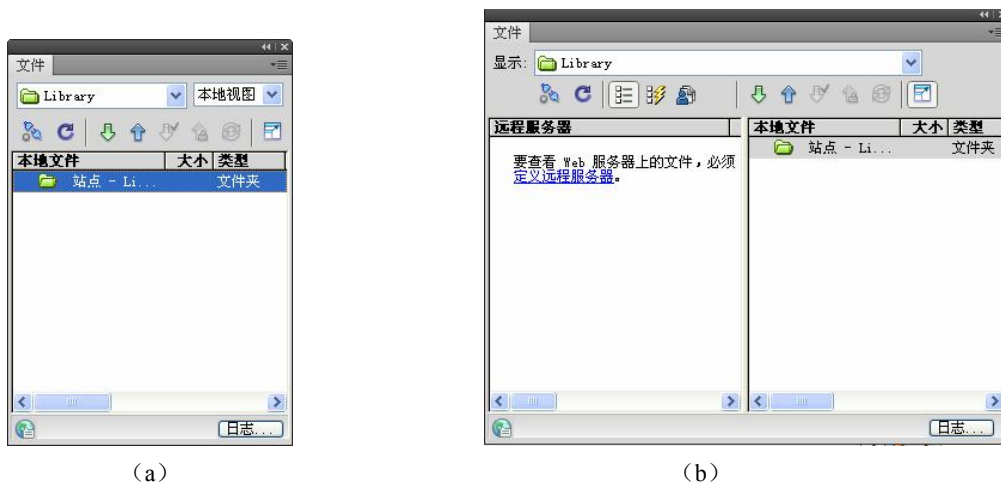 文件
Library 本地视图
本地文件 大小 类型
站点 - Li... 文件夹
日志...
(a)
文件
显示: Library
远程服务器
要查看 Web 服务器上的文件,必须
定义远程服务器。
本地文件 大小 类型
站点 - Li... 文件夹
日志...
(b)